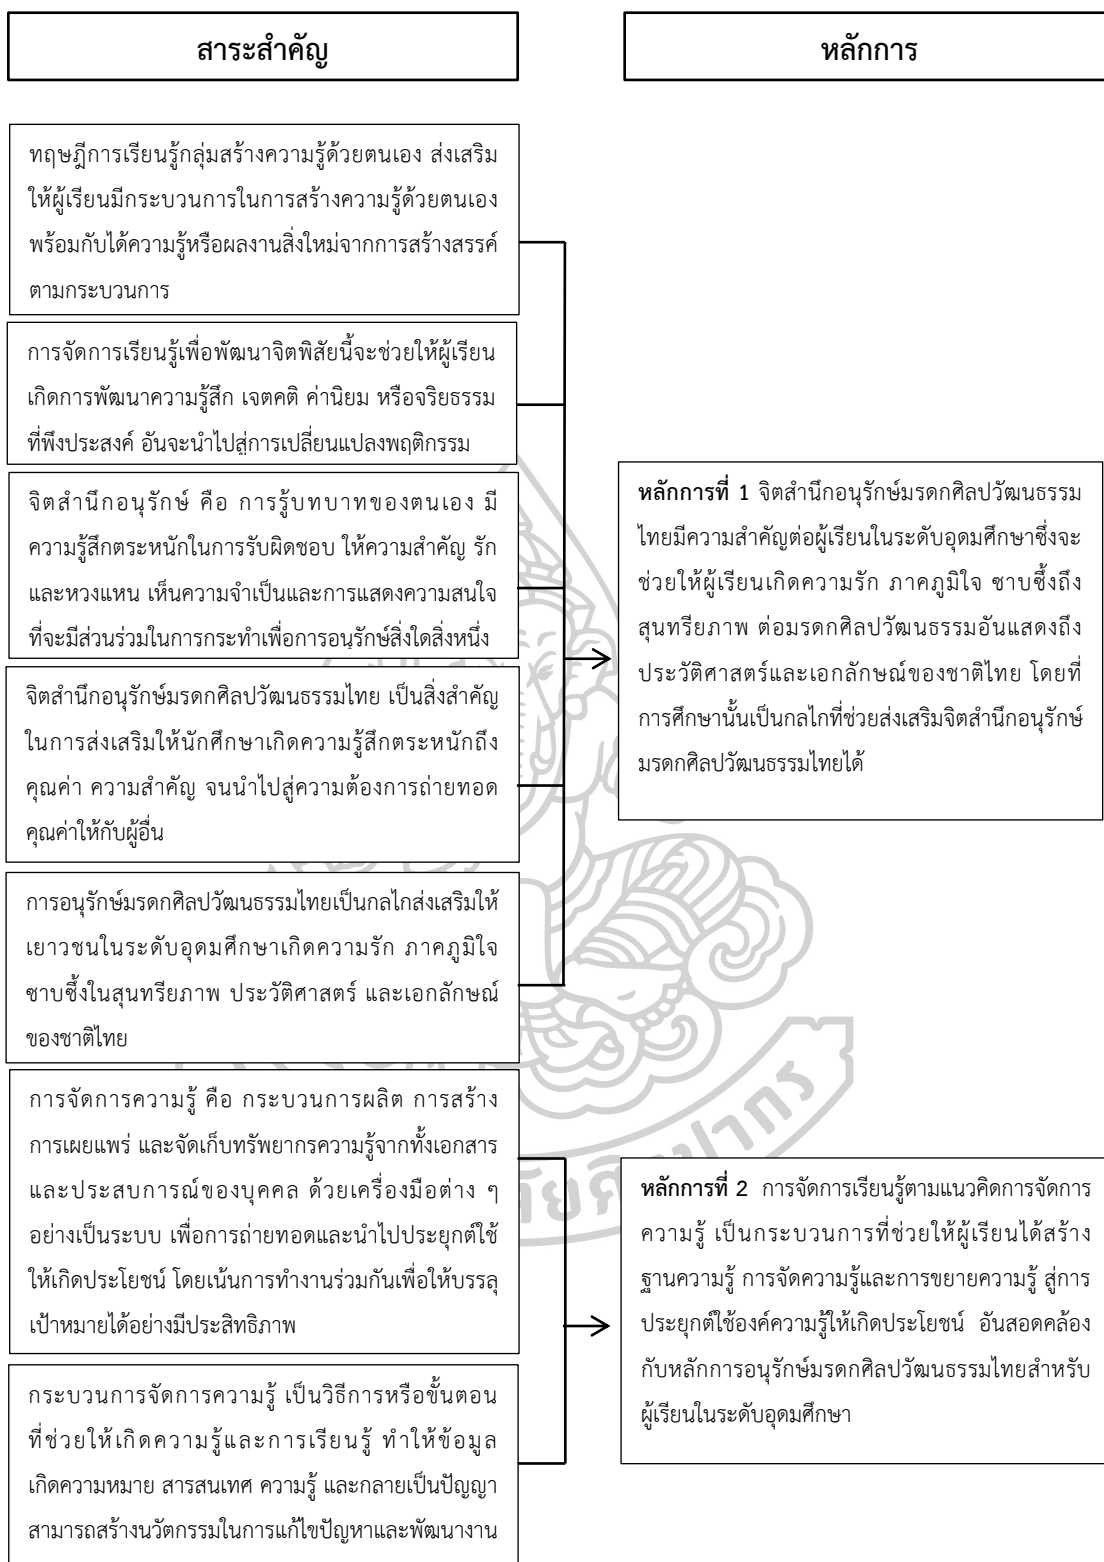 สาระสำคัญ
หลักการ
ทฤษฎีการเรียนรู้กลุ่มสร้างความรู้ด้วยตนเอง ส่งเสริม
ให้ผู้เรียนมีกระบวนการในการสร้างความรู้ด้วยตนเอง
พร้อมกับได้ความรู้หรือผลงานสิ่งใหม่จากการสร้างสรรค์
ตามกระบวนการ
การจัดการเรียนรู้เพื่อพัฒนาจิตพิสัยนี้จะช่วยให้ผู้เรียน
เกิดการพัฒนาความรู้สึก เจตคติ ค่านิยม หรือจริยธรรม
ที่พึงประสงค์ อันจะนำไปสู่การเปลี่ยนแปลงพฤติกรรม
จิตสำนึกอนุรักษ์ คือ การรู้บทบาทของตนเอง มี
ความรู้สึกตระหนักในการรับผิดชอบ ให้ความสำคัญ รัก
และหวงแหน เห็นความจำเป็นและการแสดงความสนใจ
ที่จะมีส่วนร่วมในการกระทำเพื่อการอนุรักษ์สิ่งใดสิ่งหนึ่ง
จิตสำนึกอนุรักษ์มรดกศิลปวัฒนธรรมไทย เป็นสิ่งสำคัญ
ในการส่งเสริมให้นักศึกษาเกิดความรู้สึกตระหนักถึง
คุณค่า ความสำคัญ จนนำไปสู่ความต้องการถ่ายทอด
คุณค่าให้กับผู้อื่น
การอนุรักษ์มรดกศิลปวัฒนธรรมไทยเป็นกลไกส่งเสริมให้
เยาวชนในระดับอุดมศึกษาเกิดความรัก ภาคภูมิใจ
ซาบซึ้งในสุนทรียภาพ ประวัติศาสตร์ และเอกลักษณ์
ของชาติไทย
หลักการที่ 1 จิตสำนึกอนุรักษ์มรดกศิลปวัฒนธรรม
ไทยมีความสำคัญต่อผู้เรียนในระดับอุดมศึกษาซึ่งจะ
ช่วยให้ผู้เรียนเกิดความรัก ภาคภูมิใจ ซาบซึ้งถึง
สุนทรียภาพ ต่อมรดกศิลปวัฒนธรรมอันแสดงถึง
ประวัติศาสตร์และเอกลักษณ์ของชาติไทย โดยที่
การศึกษานั้นเป็นกลไกที่ช่วยส่งเสริมจิตสำนึกอนุรักษ์
มรดกศิลปวัฒนธรรมไทยได้
การจัดการความรู้ คือ กระบวนการผลิต การสร้าง
การเผยแพร่ และจัดเก็บทรัพยากรความรู้จากทั้งเอกสาร
และประสบการณ์ของบุคคล ด้วยเครื่องมือต่าง ๆ
อย่างเป็นระบบ เพื่อการถ่ายทอดและนำไปประยุกต์ใช้
ให้เกิดประโยชน์ โดยเน้นการทำงานร่วมกันเพื่อให้บรรลุ
เป้าหมายได้อย่างมีประสิทธิภาพ
กระบวนการจัดการความรู้ เป็นวิธีการหรือขั้นตอน
ที่ช่วยให้เกิดความรู้และการเรียนรู้ ทำให้ข้อมูล
เกิดความหมาย สารสนเทศ ความรู้ และกลายเป็นปัญญา
สามารถสร้างนวัตกรรมในการแก้ไขปัญหาและพัฒนางาน
หลักการที่ 2 การจัดการเรียนรู้ตามแนวคิดการจัดการ
ความรู้ เป็นกระบวนการที่ช่วยให้ผู้เรียนได้สร้าง
ฐานความรู้ การจัดความรู้และการขยายความรู้ สู่การ
ประยุกต์ใช้องค์ความรู้ให้เกิดประโยชน์ อันสอดคล้อง
กับหลักการอนุรักษ์มรดกศิลปวัฒนธรรมไทยสำหรับ
ผู้เรียนในระดับอุดมศึกษา